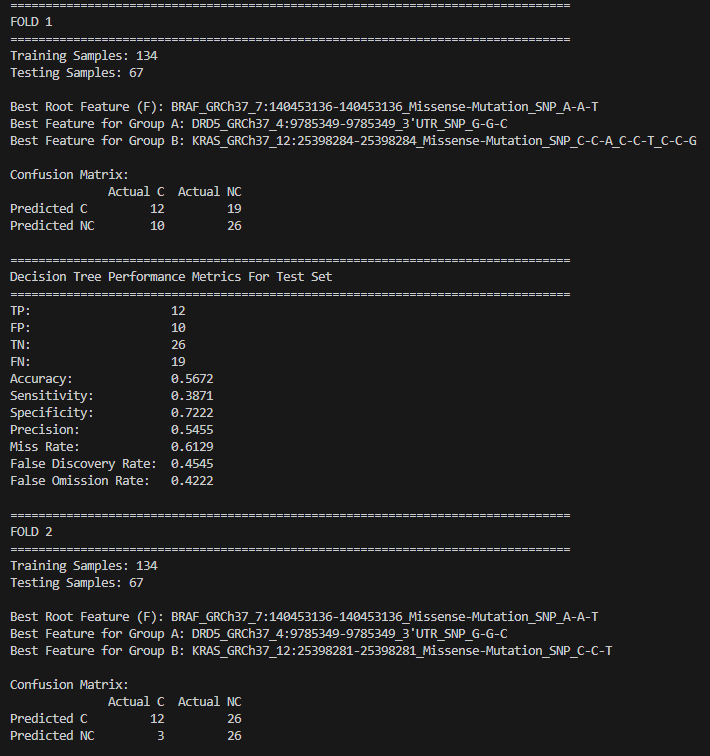 ================================================================================
FOLD 1
================================================================================
Training Samples: 134
Testing Samples: 67

Best Root Feature (F): BRAF_GRCh37_7:140453136-140453136_Missense-Mutation_SNP_A-A-T
Best Feature for Group A: DRD5_GRCh37_4:9785349-9785349_3'UTR_SNP_G-G-C
Best Feature for Group B: KRAS_GRCh37_12:25398284-25398284_Missense-Mutation_SNP_C-C-A_C-C-T_C-C-G

Confusion Matrix:
              Actual C  Actual NC
Predicted C         12         19
Predicted NC        10         26

================================================================================
Decision Tree Performance Metrics For Test Set
================================================================================
TP:                    12
FP:                    10
TN:                    26
FN:                    19
Accuracy:              0.5672
Sensitivity:           0.3871
Specificity:           0.7222
Precision:             0.5455
Miss Rate:             0.6129
False Discovery Rate:  0.4545
False Omission Rate:   0.4222

================================================================================
FOLD 2
================================================================================
Training Samples: 134
Testing Samples: 67

Best Root Feature (F): BRAF_GRCh37_7:140453136-140453136_Missense-Mutation_SNP_A-A-T
Best Feature for Group A: DRD5_GRCh37_4:9785349-9785349_3'UTR_SNP_G-G-C
Best Feature for Group B: KRAS_GRCh37_12:25398281-25398281_Missense-Mutation_SNP_C-C-T

Confusion Matrix:
              Actual C  Actual NC
Predicted C         12         26
Predicted NC         3         26